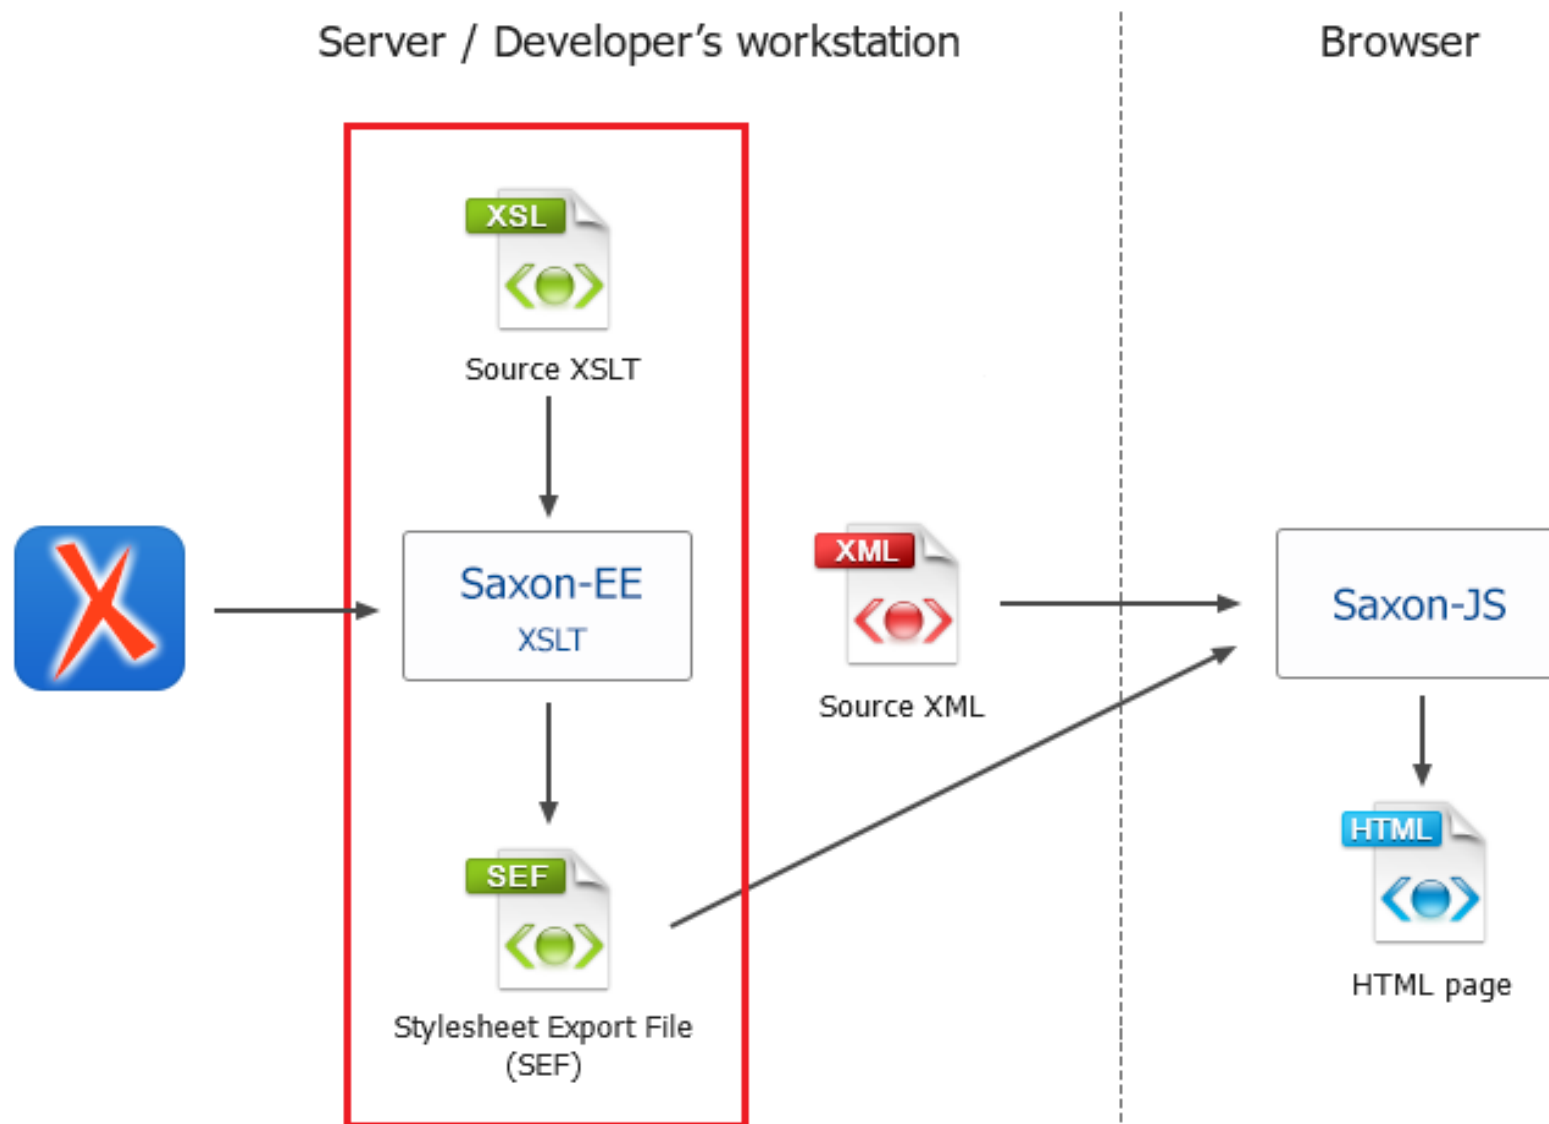 Server / Developer’s workstation
Browser
XSL
Source XSLT
Saxon-EE
XSLT
XML
Source XML
Saxon-JS
SEF
Stylesheet Export File
(SEF)
HTML
HTML page